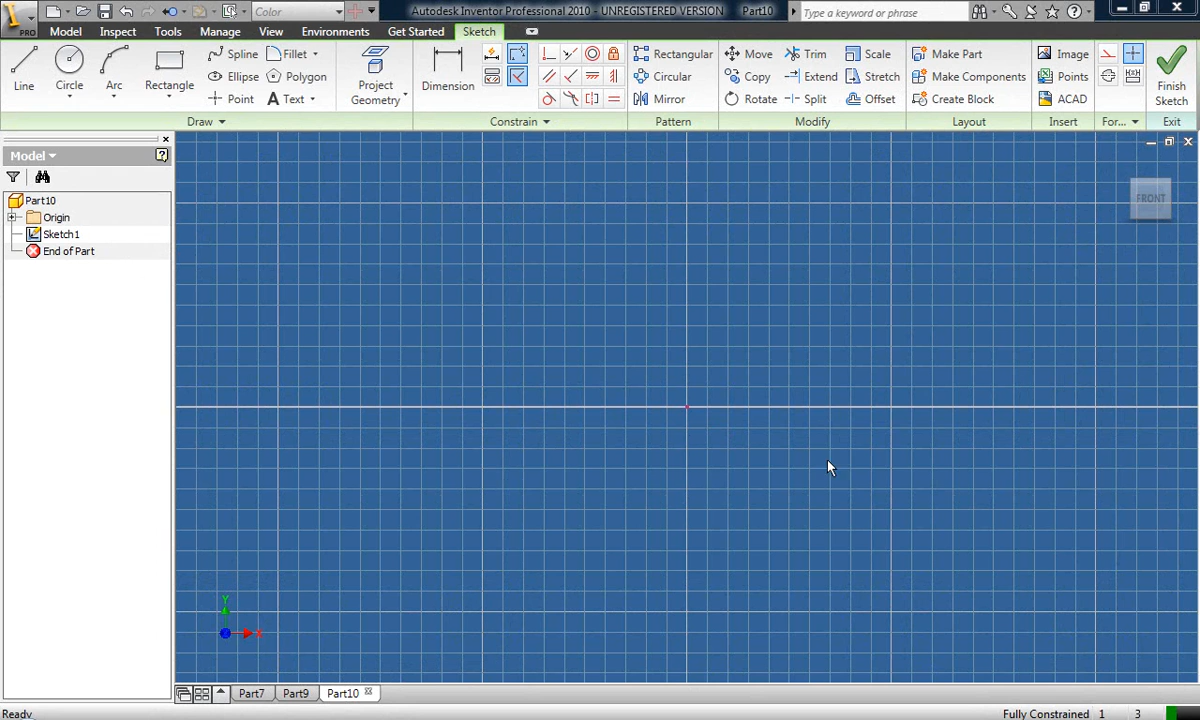 PRO
Color
Autodesk Inventor Professional 2010 - UNREGISTERED VERSION Part10
Type a keyword or phrase
Model Inspect Tools Manage View Environments Get Started Sketch
Line Circle Arc Rectangle
Spline Fillet
Ellipse Polygon
Point Text
Project Geometry
Dimension
Rectangular
Circular
Mirror
Move Trim Scale
Copy Extend Stretch
Rotate Split Offset
Make Part
Make Components
Create Block
Image
Points
ACAD
Finish Sketch
Draw Constrain Pattern Modify Layout Insert For... Exit
Model
Part10
Origin
Sketch1
End of Part
FRONT
Y
X
Part7 Part9 Part10
Ready Fully Constrained 1 3